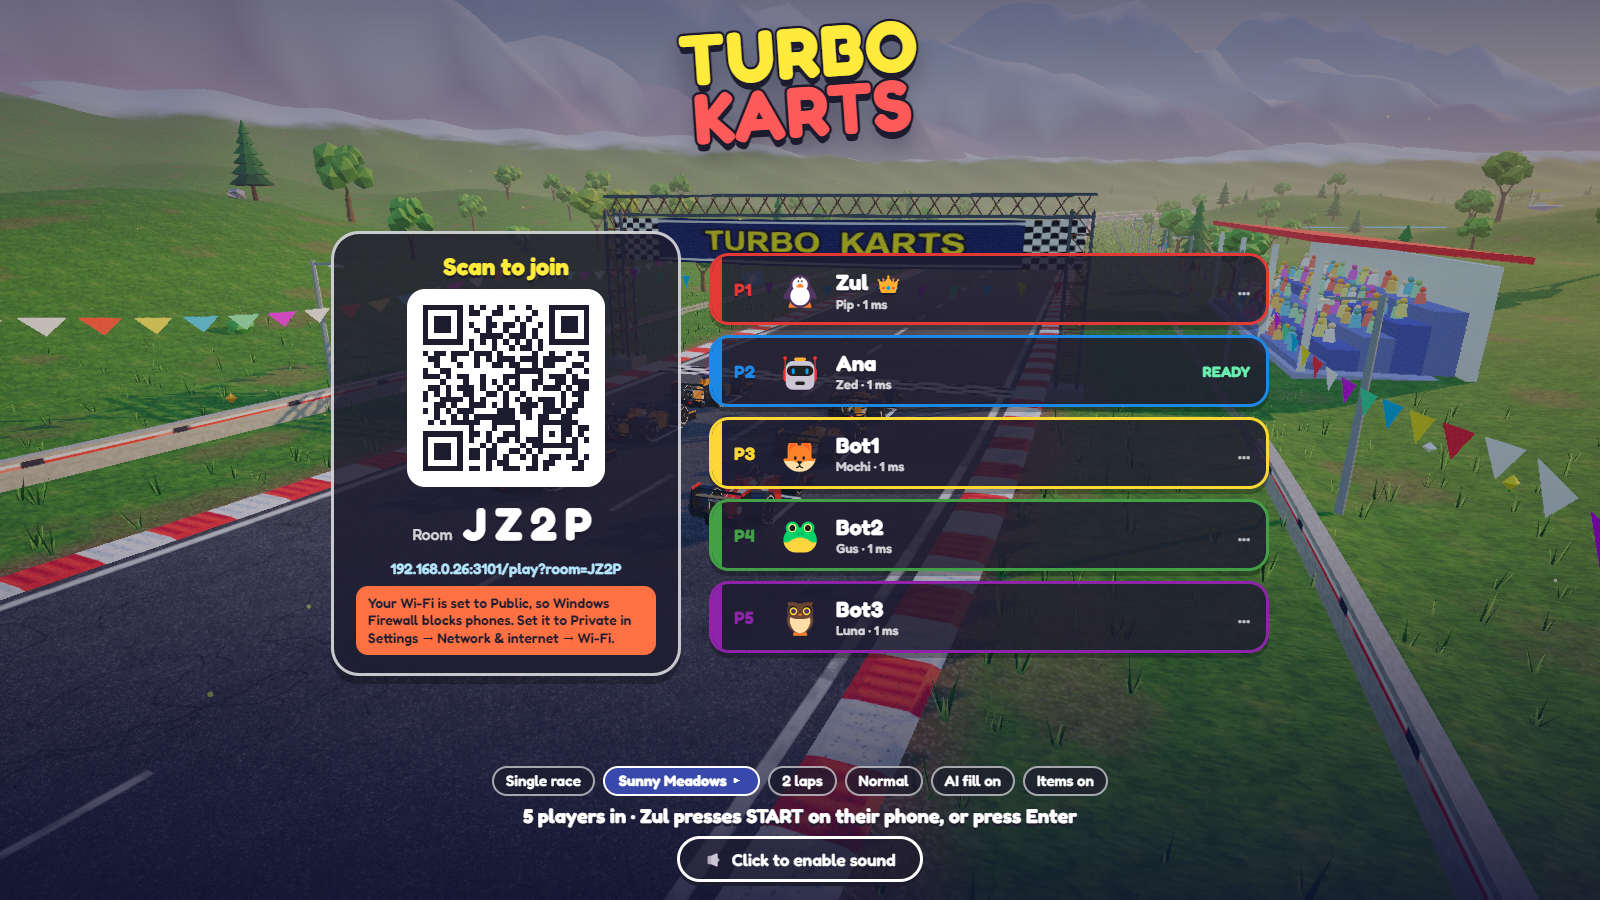 TURBO
KARTS
TURBO KARTS
Scan to join
Room JZ2P
192.168.0.26:3101/play?room=JZ2P
Your Wi-Fi is set to Public, so Windows
Firewall blocks phones. Set it to Private in
Settings → Network & internet → Wi-Fi.
P1
Zul
Pip · 1 ms
...
P2
Ana
Zed · 1 ms
READY
P3
Bot1
Mochi · 1 ms
...
P4
Bot2
Gus · 1 ms
...
P5
Bot3
Luna · 1 ms
...
Single race
Sunny Meadows ▸
2 laps
Normal
AI fill on
Items on
5 players in · Zul presses START on their phone, or press Enter
Click to enable sound